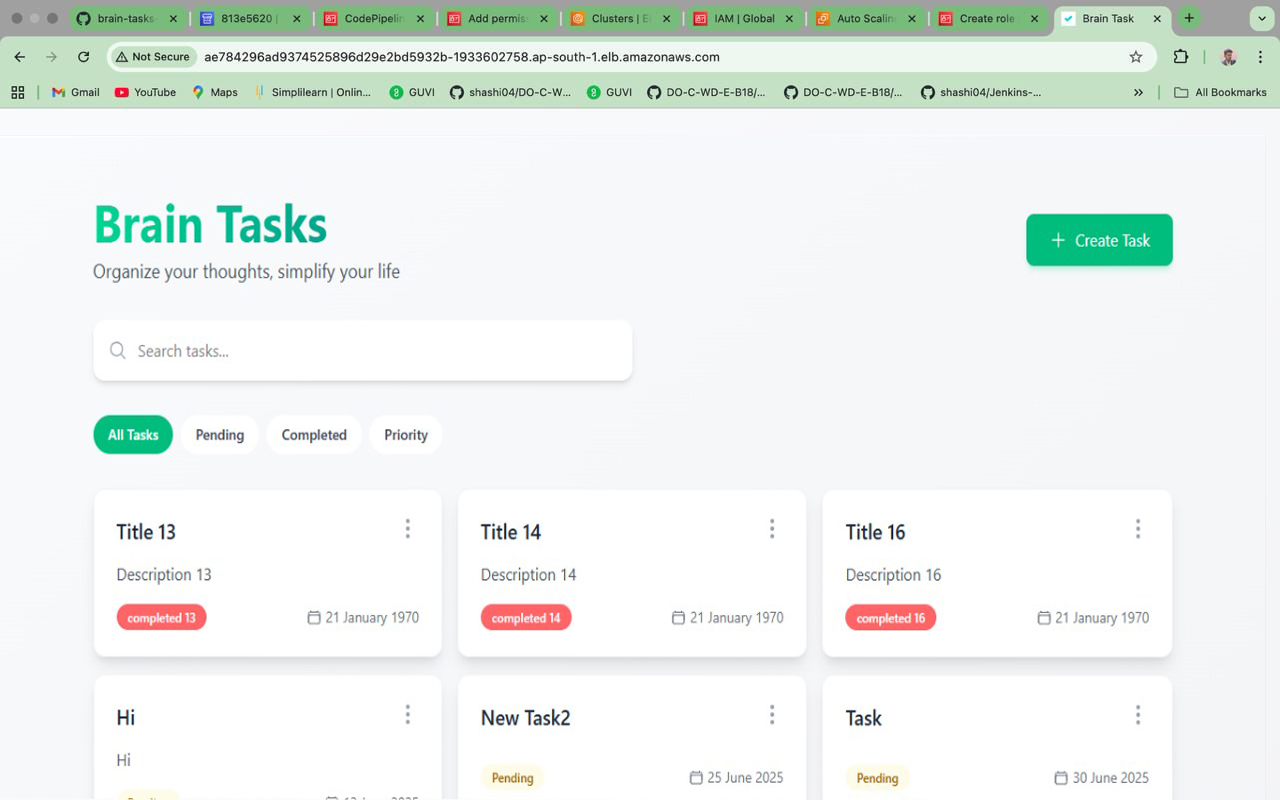 brain-tasks
813e5620 |
CodePipelin
Add permis
Clusters | El
IAM | Global
Auto Scaling
Create role
Brain Task
Not Secure
ae784296ad9374525896d29e2bd5932b-1933602758.ap-south-1.elb.amazonaws.com
Gmail
YouTube
Maps
Simplilearn | Onlin...
GUVI
shashi04/DO-C-W...
GUVI
DO-C-WD-E-B18/...
DO-C-WD-E-B18/...
shashi04/Jenkins-...
All Bookmarks
Brain Tasks
Organize your thoughts, simplify your life
+ Create Task
Search tasks...
All Tasks
Pending
Completed
Priority
Title 13
Description 13
completed 13
21 January 1970
Title 14
Description 14
completed 14
21 January 1970
Title 16
Description 16
completed 16
21 January 1970
Hi
Hi
New Task2
Pending
25 June 2025
Task
Pending
30 June 2025